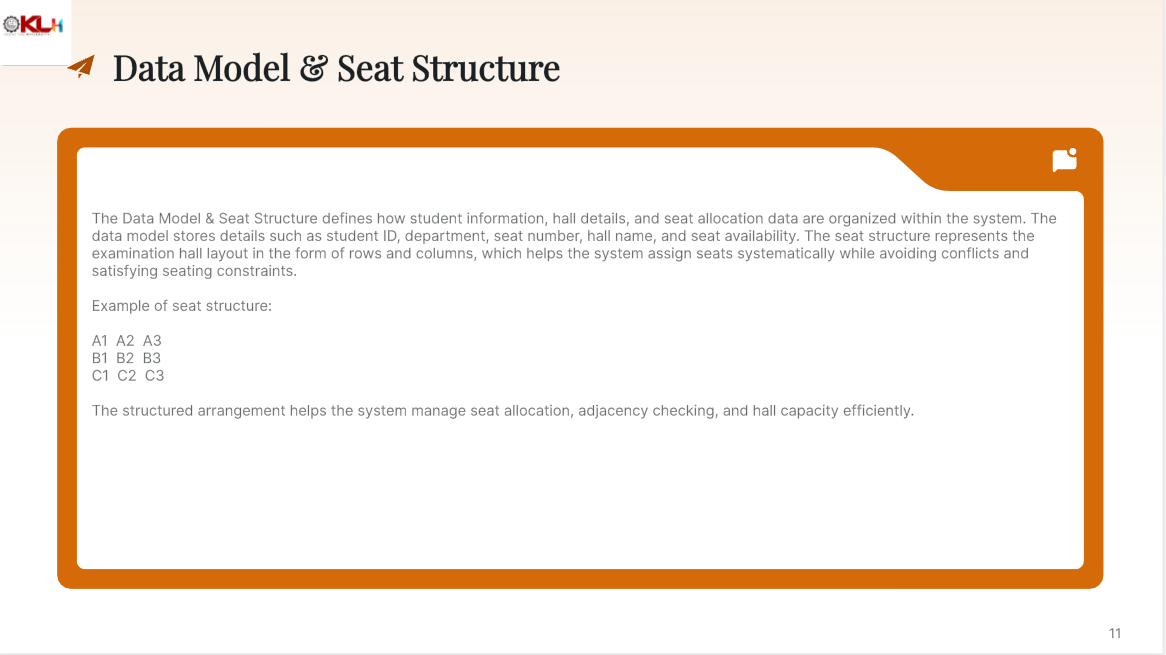 KLH
Data Model & Seat Structure
The Data Model & Seat Structure defines how student information, hall details, and seat allocation data are organized within the system. The
data model stores details such as student ID, department, seat number, hall name, and seat availability. The seat structure represents the
examination hall layout in the form of rows and columns, which helps the system assign seats systematically while avoiding conflicts and
satisfying seating constraints.
Example of seat structure:
A1 A2 A3
B1 B2 B3
C1 C2 C3
The structured arrangement helps the system manage seat allocation, adjacency checking, and hall capacity efficiently.
11